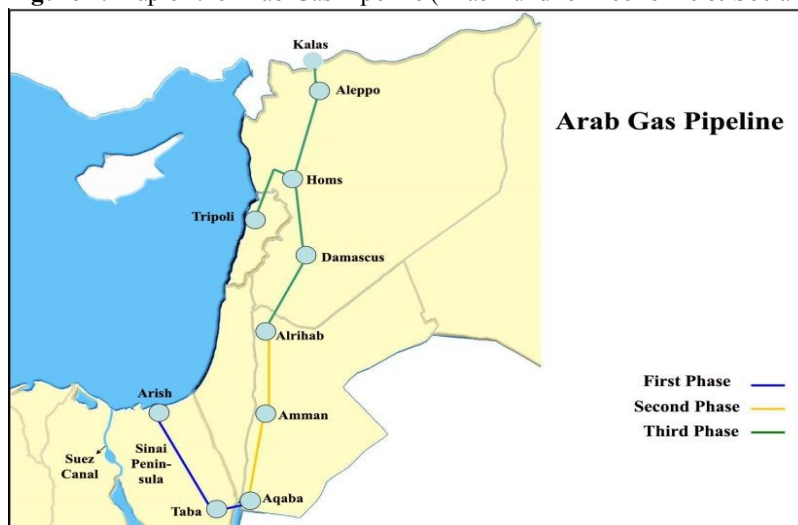 Kalas
Aleppo
Arab Gas Pipeline
Homs
Tripoli
Damascus
Alrihab
First Phase
Arish
Second Phase
Amman
Third Phase
Suez
Canal
Sinai
Penin-
sula
Taba
Aqaba